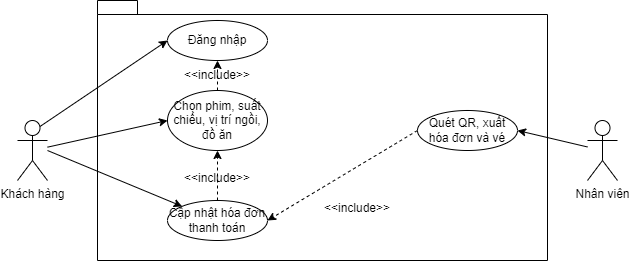 Đăng nhập
<<include>>
Chọn phim, suất
chiếu, vị trí ngồi,
đồ ăn
Quét QR, xuất
hóa đơn và vé
<<include>>
Khách hàng
Nhân viên
Cập nhật hóa đơn
thanh toán
<<include>>